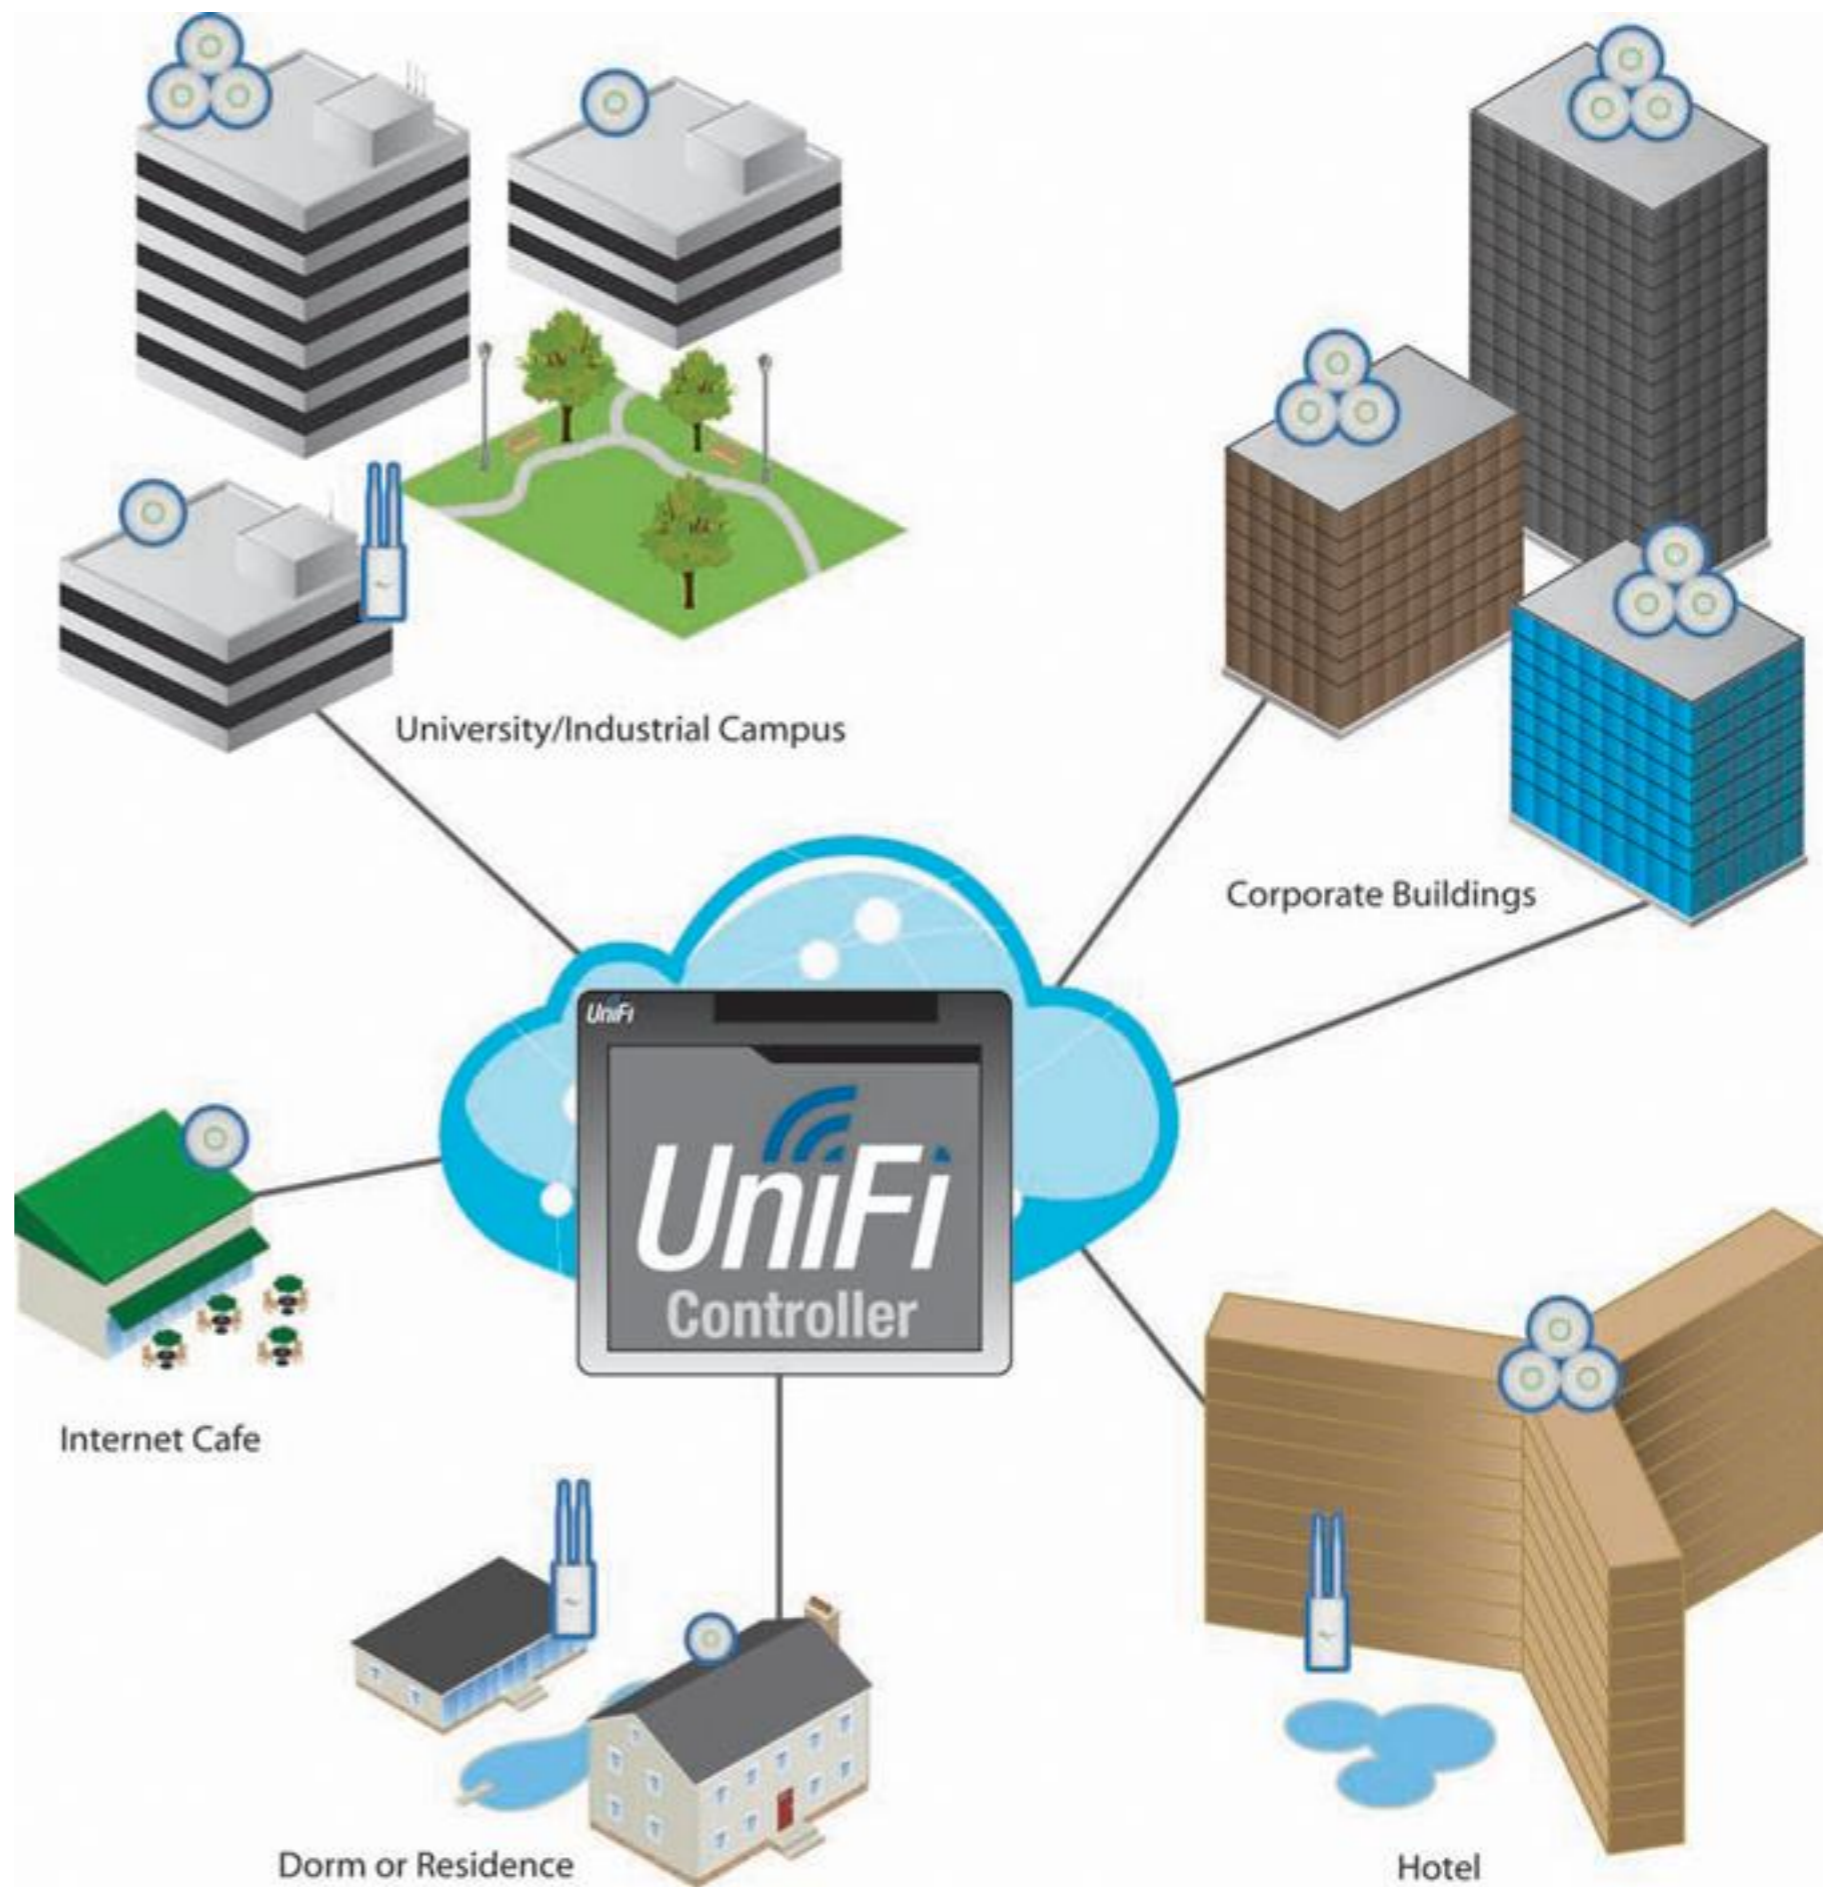 University/Industrial Campus
Corporate Buildings
UniFi
UniFi
Controller
Internet Cafe
Dorm or Residence
Hotel